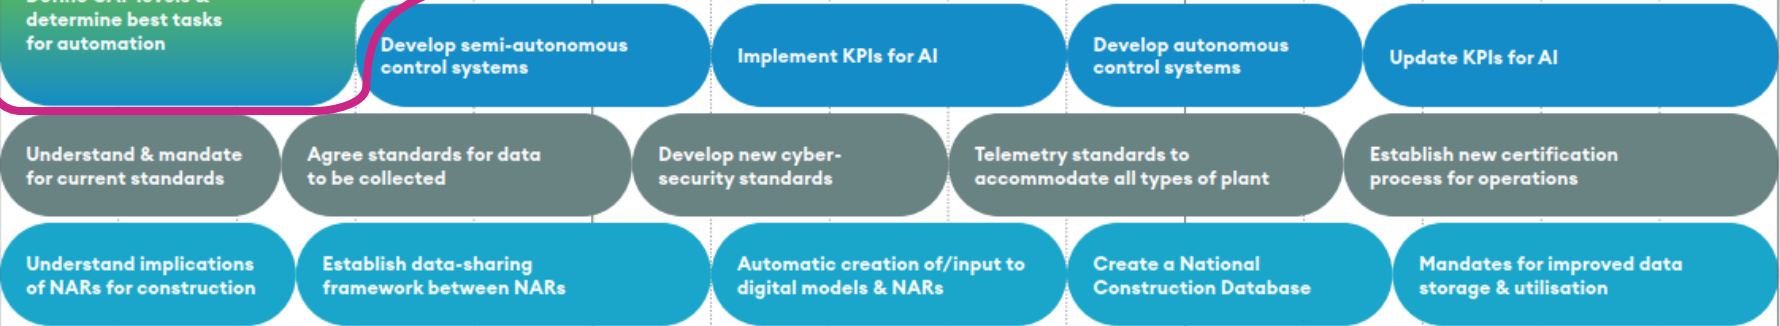 determine best tasks
for automation
Develop semi-autonomous
control systems
Implement KPIs for AI
Develop autonomous
control systems
Update KPIs for AI
Understand & mandate
for current standards
Agree standards for data
to be collected
Develop new cyber-
security standards
Telemetry standards to
accommodate all types of plant
Establish new certification
process for operations
Understand implications
of NARs for construction
Establish data-sharing
framework between NARs
Automatic creation of/input to
digital models & NARs
Create a National
Construction Database
Mandates for improved data
storage & utilisation